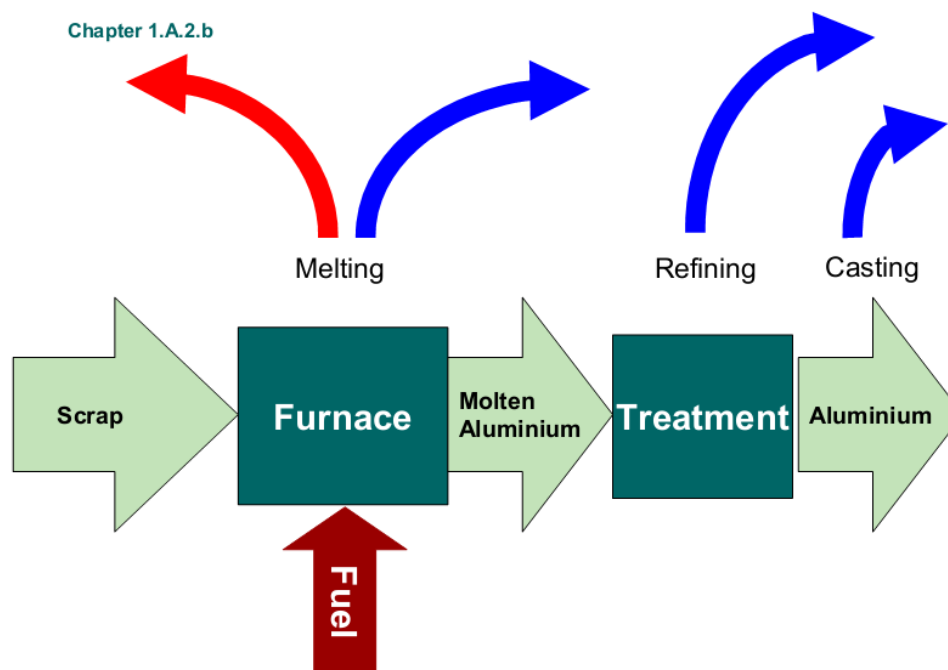 Chapter 1.A.2.b
Melting
Refining
Casting
Scrap
Furnace
Molten
Aluminium
Treatment
Aluminium
Fuel